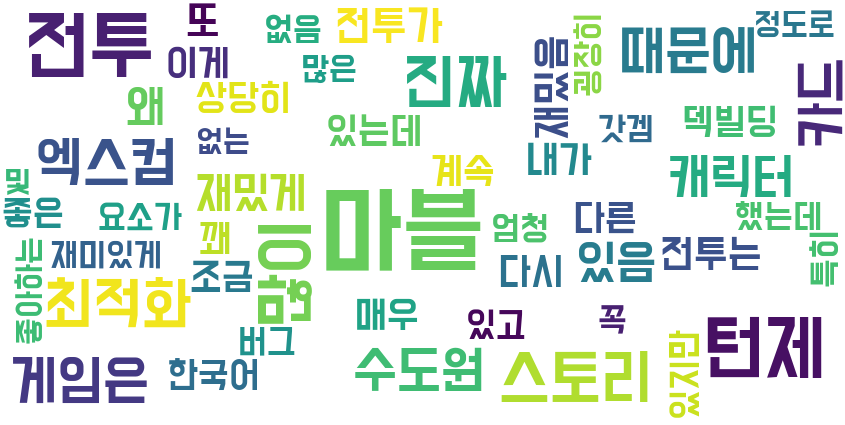 전투
또
이게
없음
전투가
많은
진짜
재밌음
굉장히
때문에
정도로
카드
왜
상당히
없는
있는데
덱빌딩
갓겜
내가
캐릭터
엑스컴
계속
및
좋은
요소가
재밌게
마블
엄청
다른
했는데
꽤
이 험
재미있게
좋아하는
조금
다시
있음
전투는
특히
최적화
매우
있고
꼭
버그
게임은
한국어
수도원
스토리
있지만
턴제